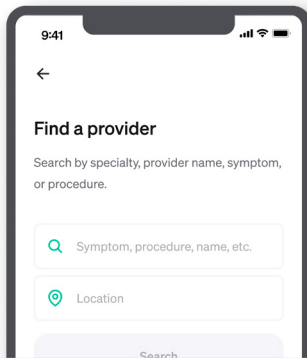 9:41
Find a provider
Search by specialty, provider name, symptom,
or procedure.
Symptom, procedure, name, etc.
Location
Search